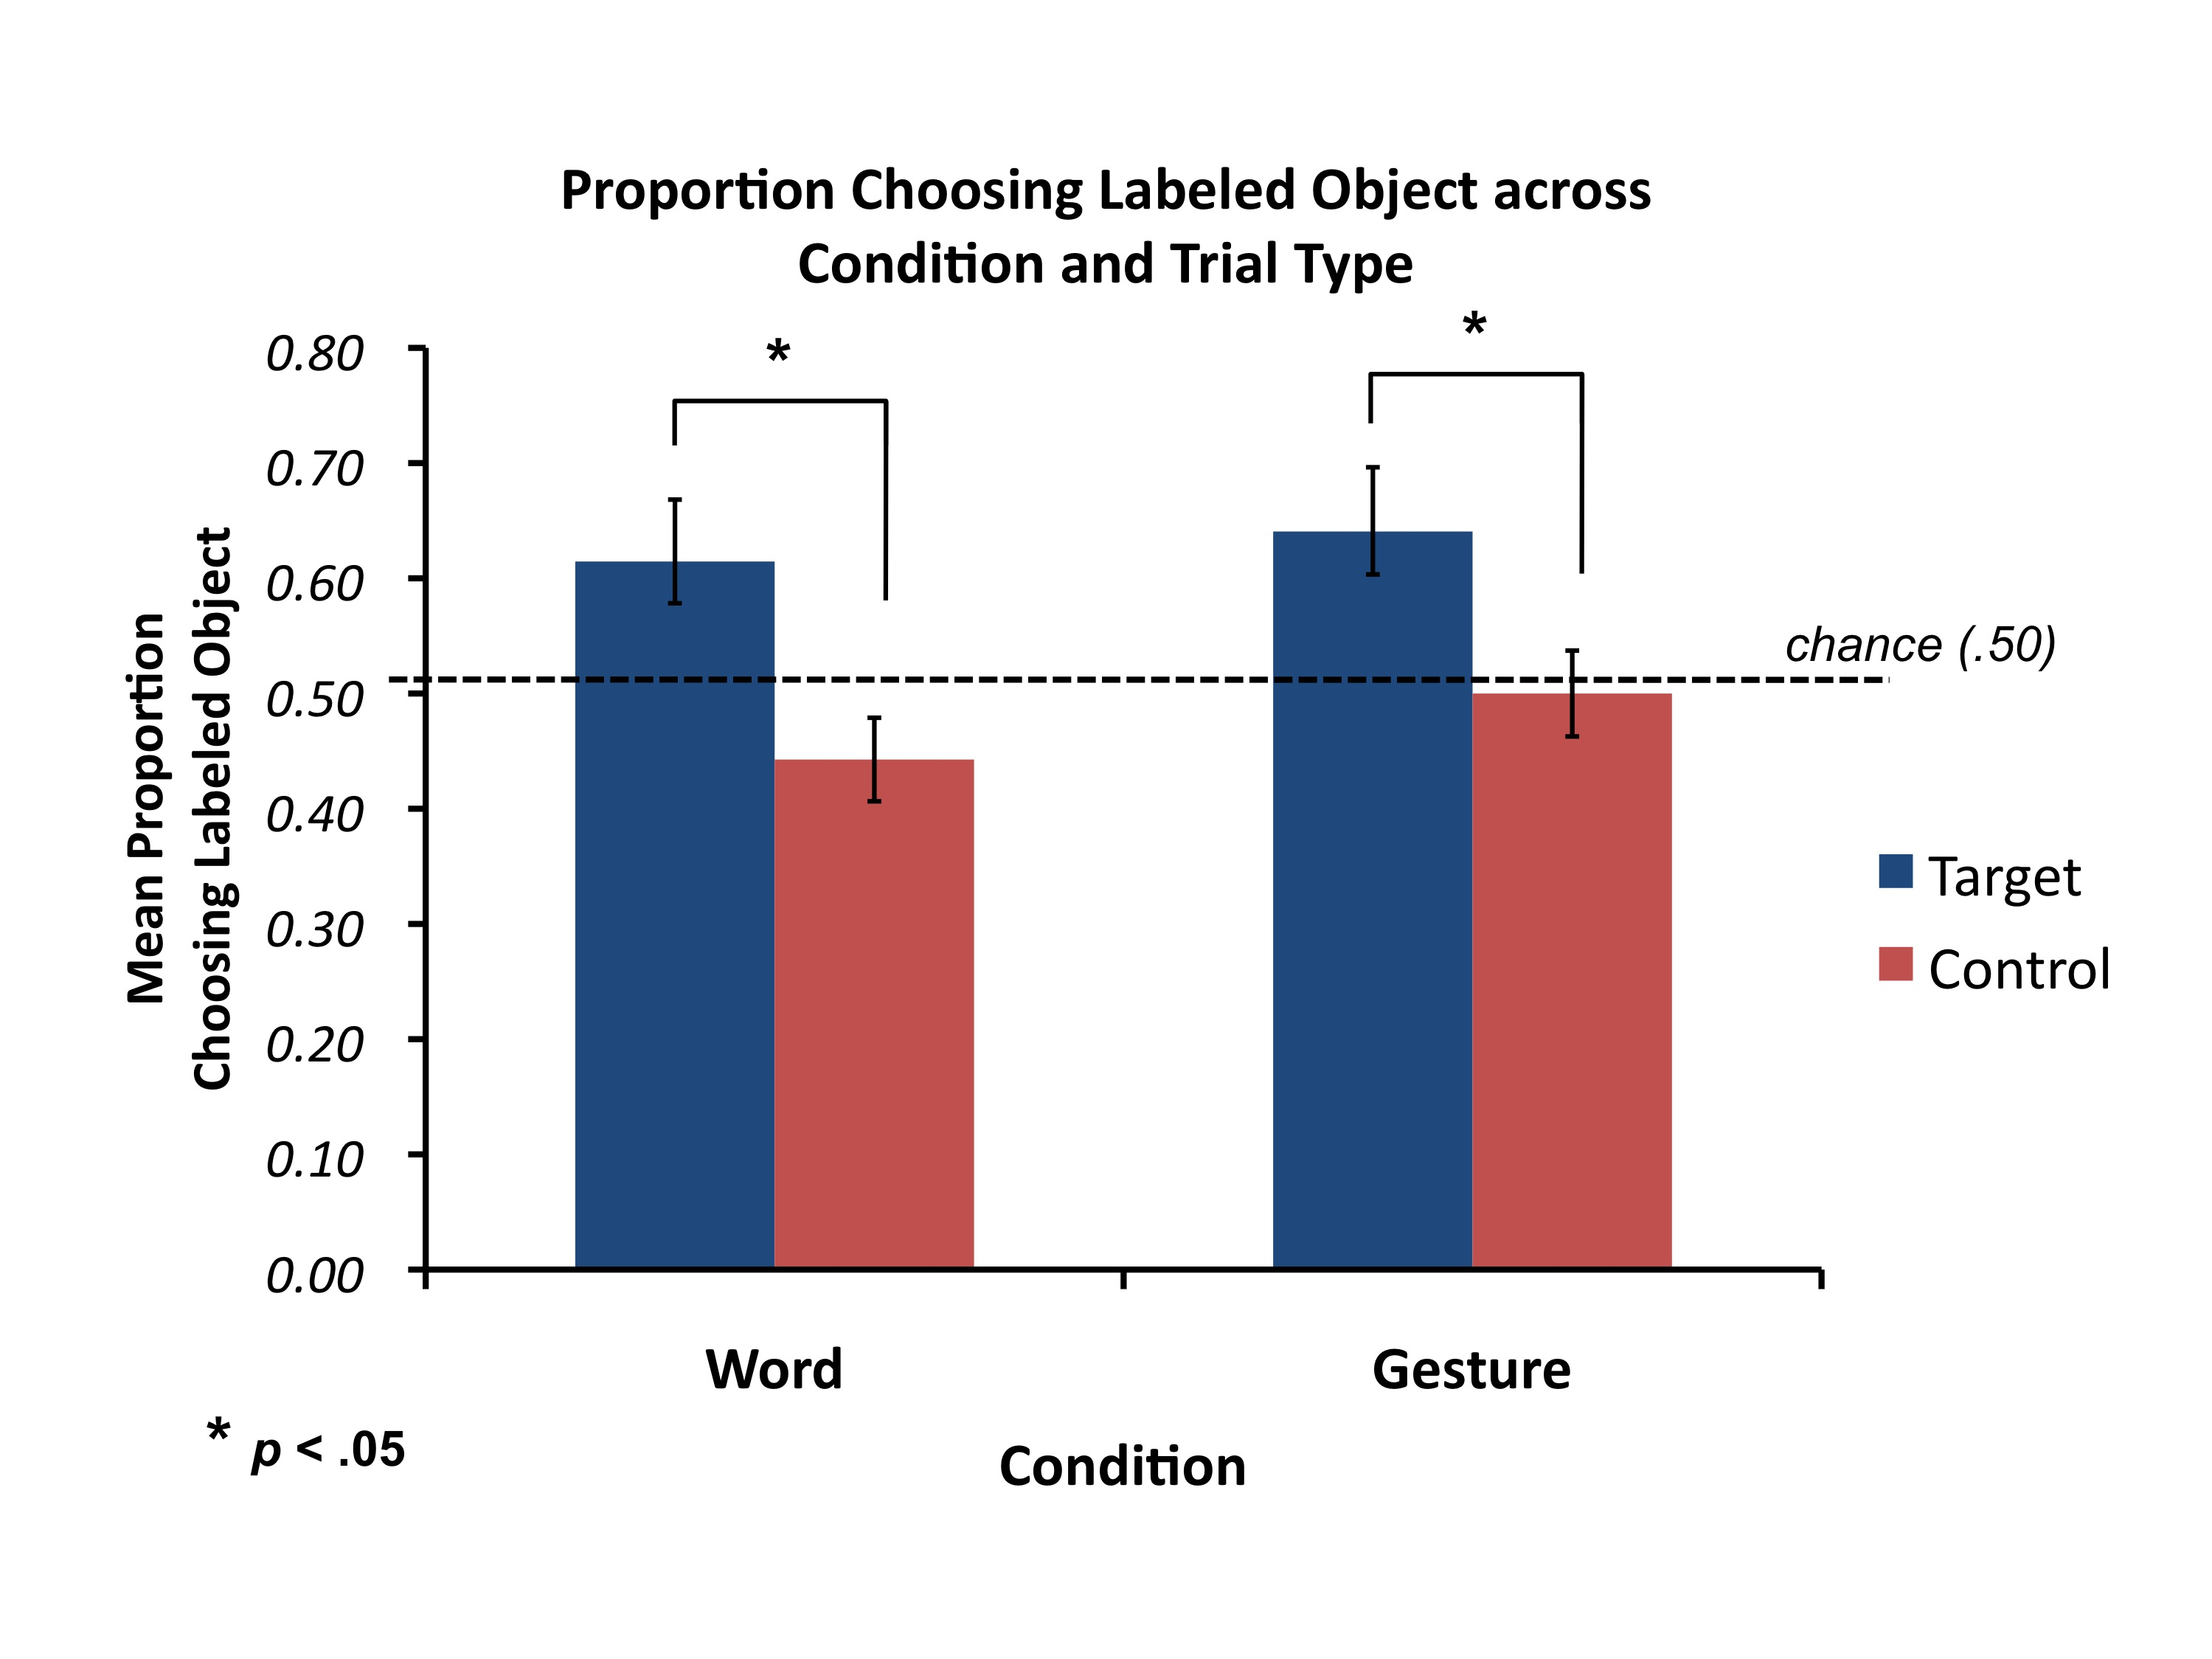 Proportion Choosing Labeled Object across
Condition and Trial Type
*
*
0.80
0.70
0.60
0.50
0.40
0.30
0.20
0.10
0.00
Mean Proportion
Choosing Labeled Object
chance (.50)
Target
Control
Word
Gesture
Condition
* p < .05